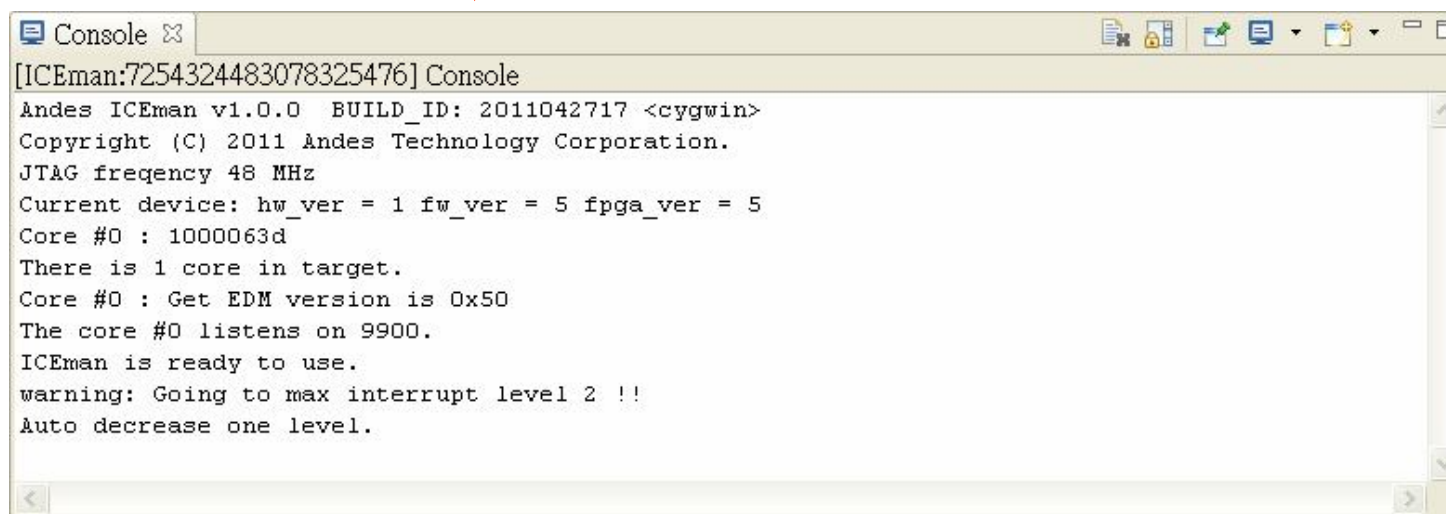 Console
[ICEman:7254324483078325476] Console
Andes ICEman v1.0.0  BUILD_ID: 2011042717 <cygwin>
Copyright (C) 2011 Andes Technology Corporation.
JTAG freqency 48 MHz
Current device: hw_ver = 1 fw_ver = 5 fpga_ver = 5
Core #0 : 1000063d
There is 1 core in target.
Core #0 : Get EDM version is 0x50
The core #0 listens on 9900.
ICEman is ready to use.
warning: Going to max interrupt level 2 !!
Auto decrease one level.